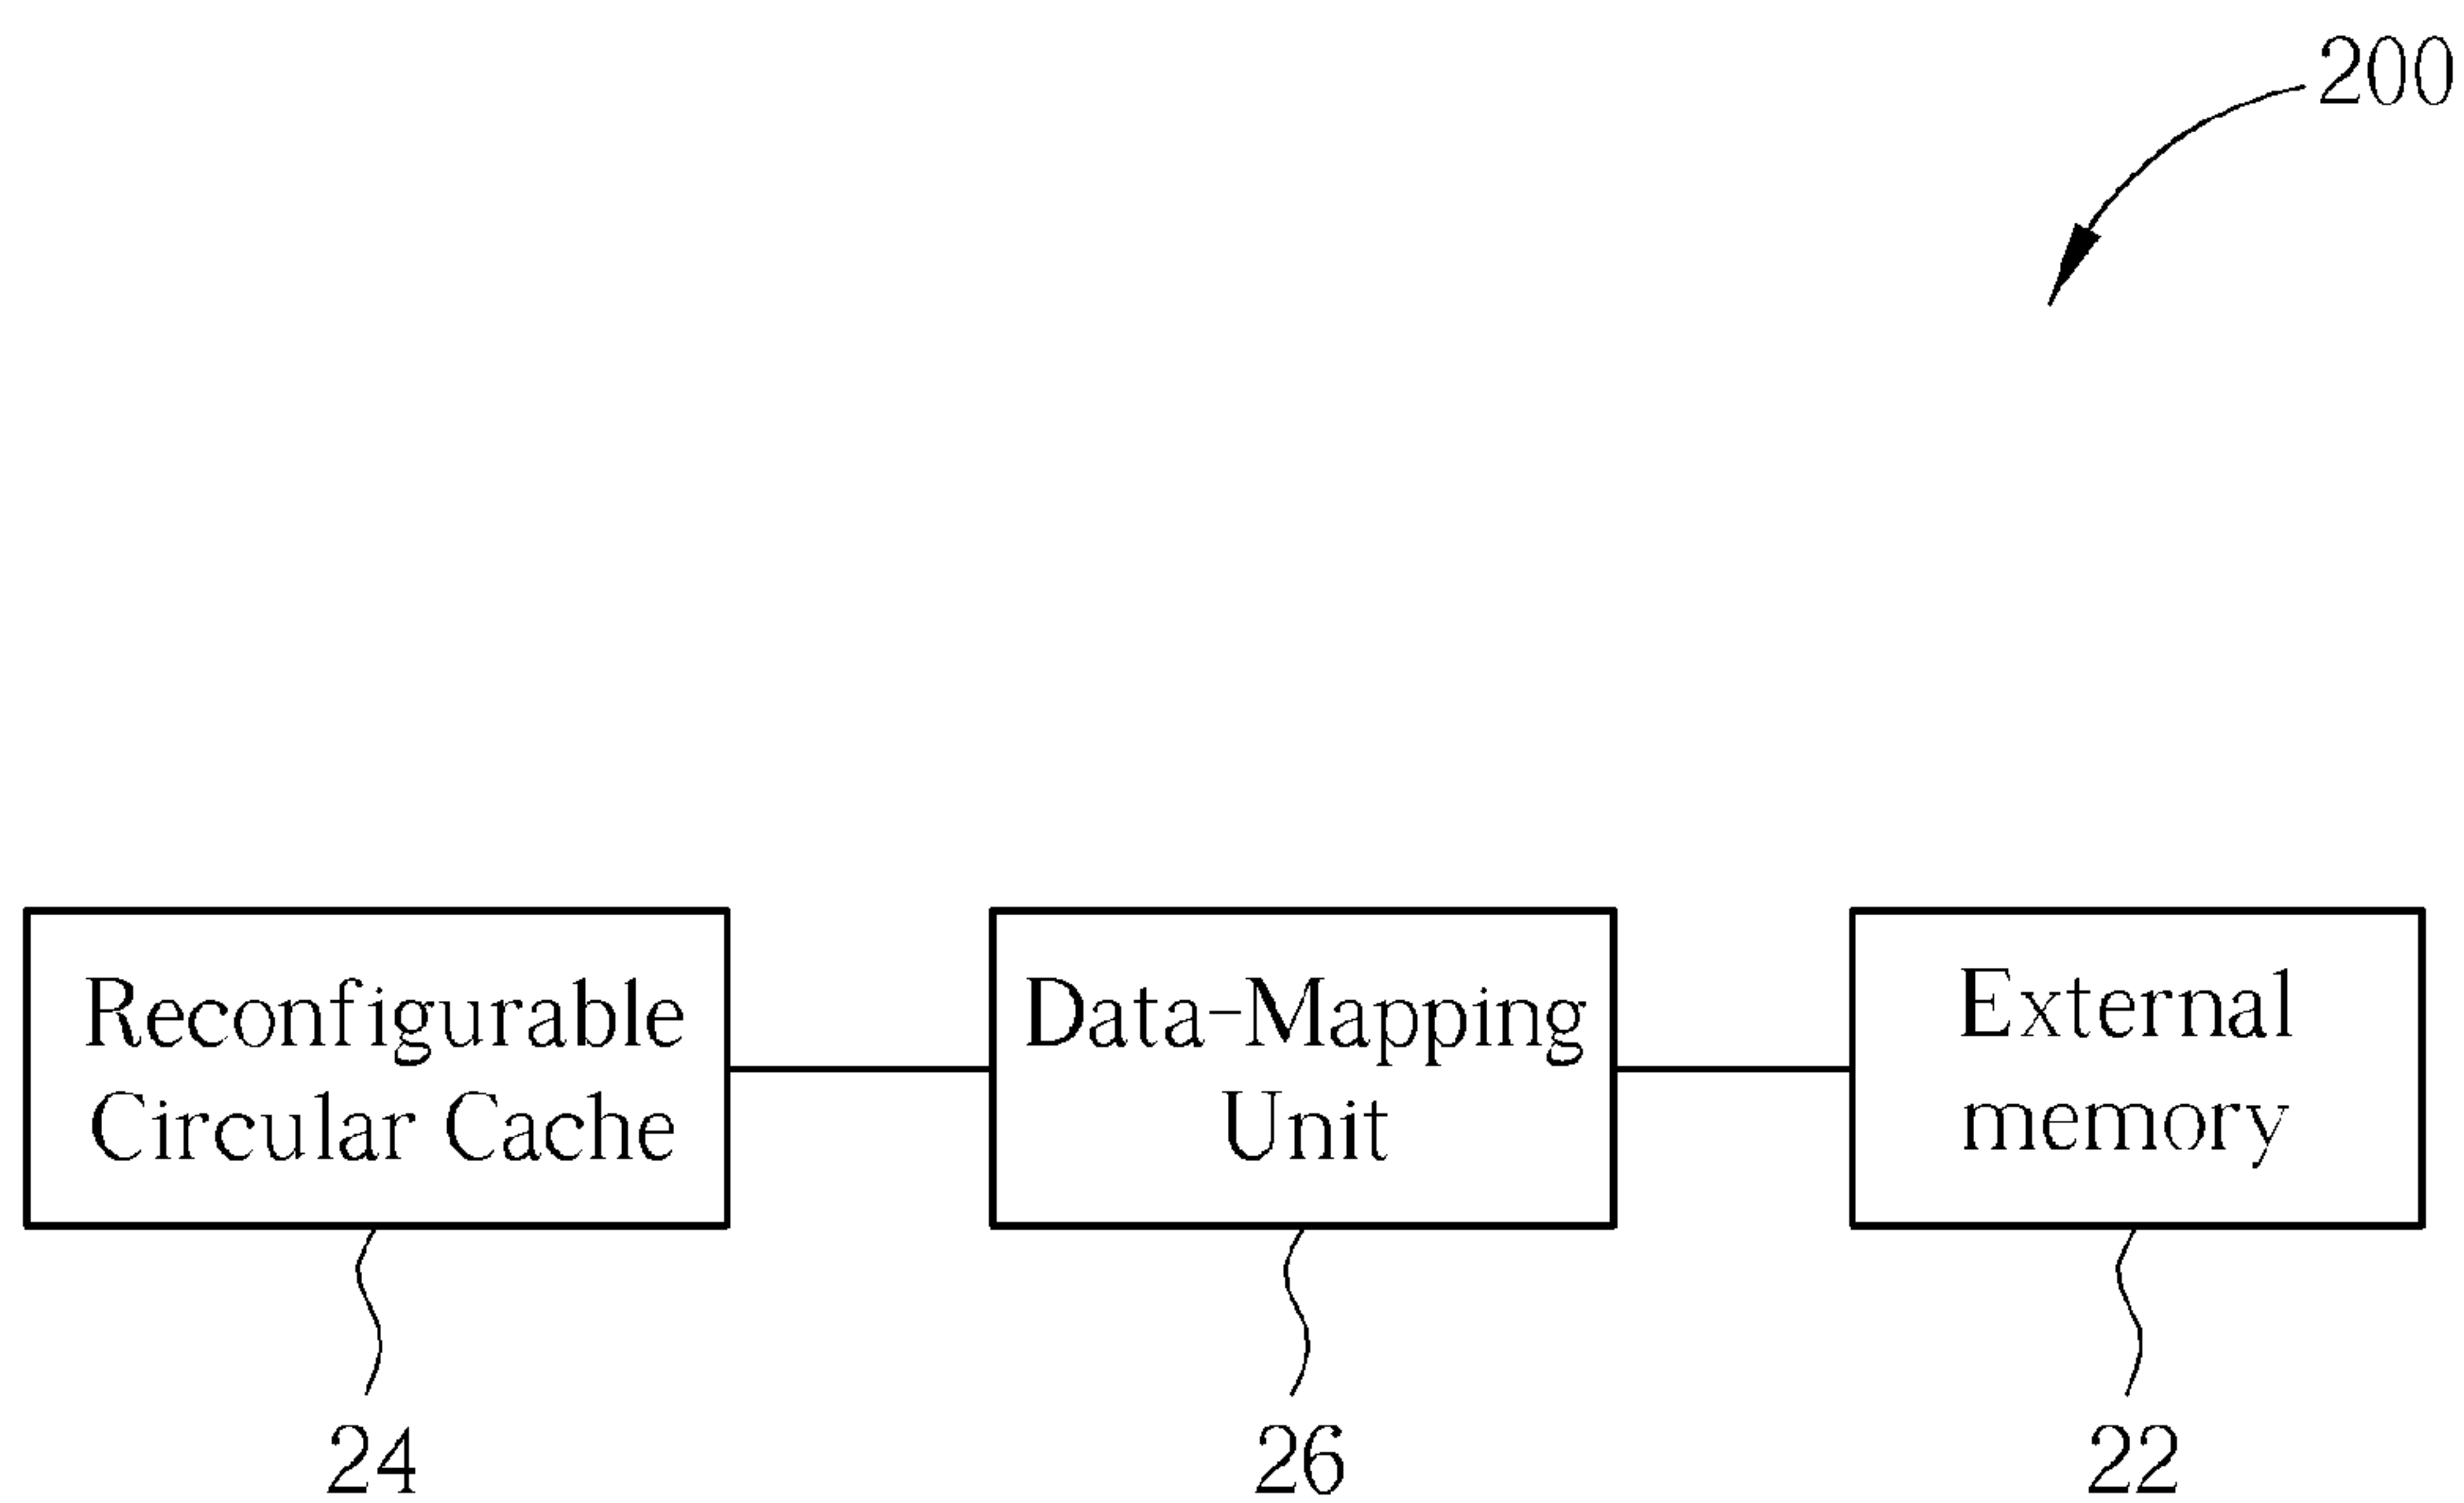 200
Reconfigurable
Circular Cache
Data-Mapping
Unit
External
memory
24
26
22